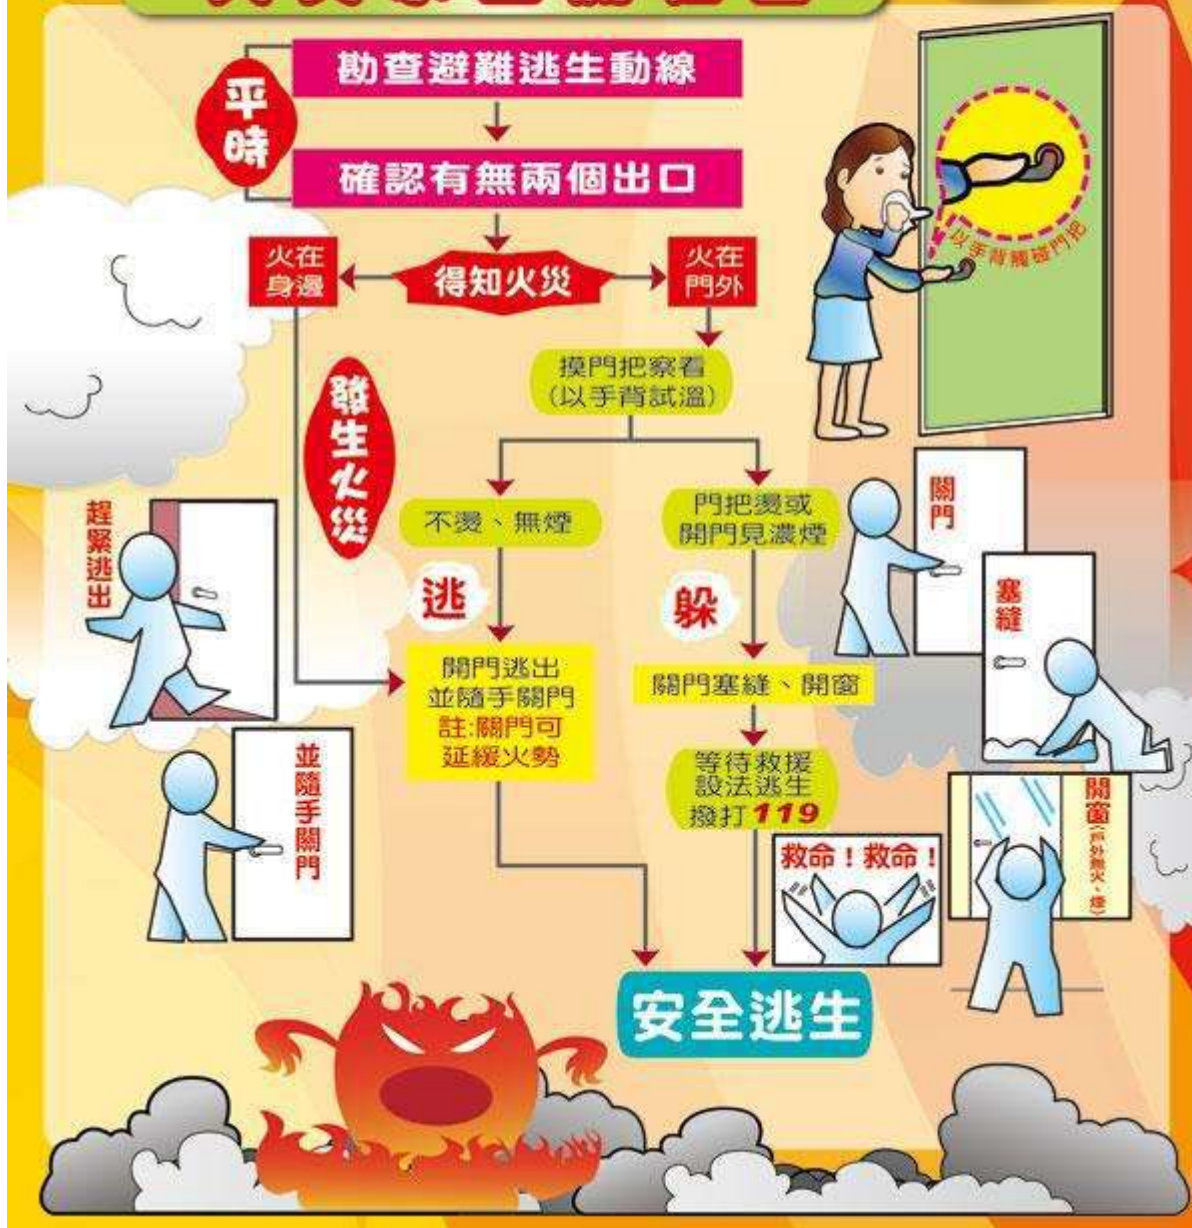 平時
勘查避難逃生動線
確認有無兩個出口
火在
身邊
得知火災
火在
門外
以手背觸碰門把
發生火災
摸門把察看
(以手背試溫)
不燙、無煙
門把燙或
開門見濃煙
逃
躲
開門逃出
並隨手關門
註:關門可
延緩火勢
關門塞縫、開窗
等待救援
設法逃生
撥打119
趕緊逃出
並隨手關門
關門
塞縫
開窗(戶外無火、煙)
救命!救命!
安全逃生